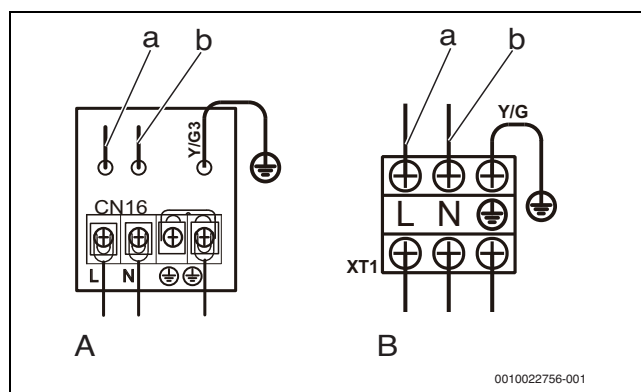 a b
Y/G3
CN16
L N
A
a b
Y/G
L N
XT1
B
0010022756-001